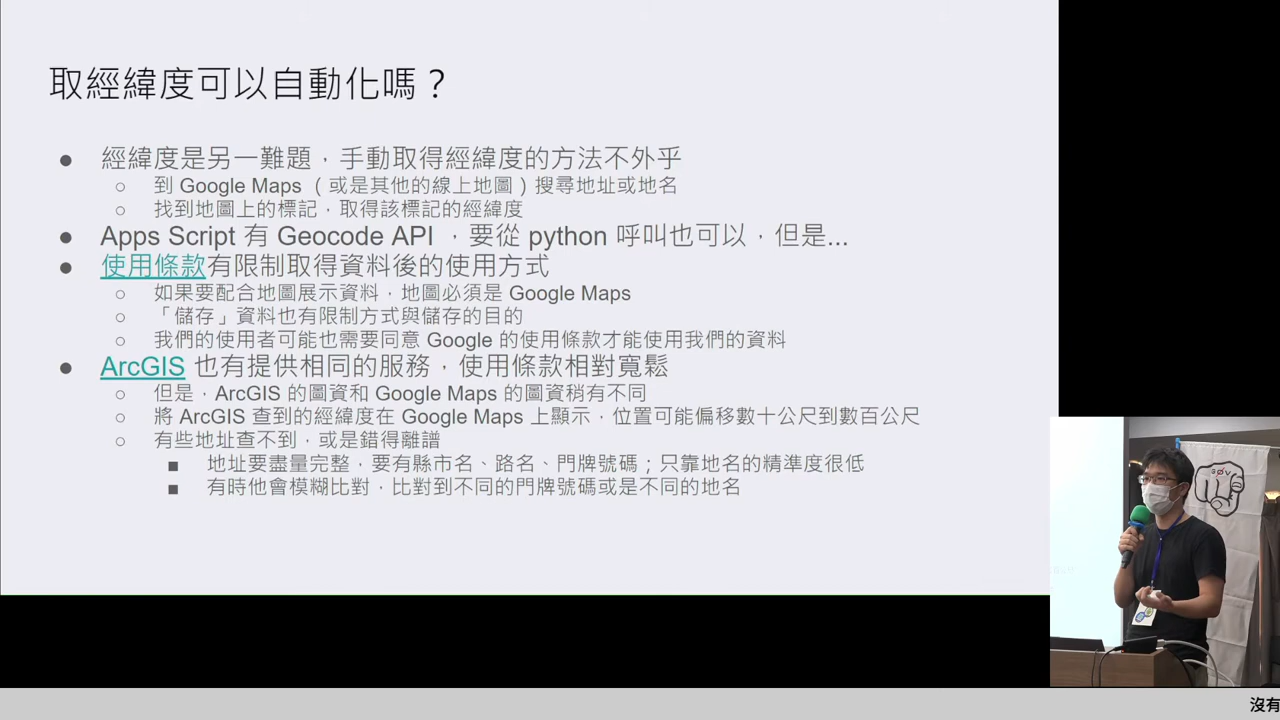 取經緯度可以自動化嗎？
● 經緯度是另一難題，手動取得經緯度的方法不外乎
○ 到 Google Maps （或是其他的線上地圖）搜尋地址或地名
○ 找到地圖上的標記，取得該標記的經緯度
● Apps Script 有 Geocode API ，要從 python 呼叫也可以，但是...
● 使用條款有限制取得資料後的使用方式
○ 如果要配合地圖展示資料，地圖必須是 Google Maps
○ 「儲存」資料也有限制方式與儲存的目的
○ 我們的使用者可能也需要同意 Google 的使用條款才能使用我們的資料
● ArcGIS 也有提供相同的服務，使用條款相對寬鬆
○ 但是，ArcGIS 的圖資和 Google Maps 的圖資稍有不同
○ 將 ArcGIS 查到的經緯度在 Google Maps 上顯示，位置可能偏移數十公尺到數百公尺
○ 有些地址查不到，或是錯得離譜
■ 地址要盡量完整，要有縣市名、路名、門牌號碼；只靠地名的精準度很低
■ 有時他會模糊比對，比對到不同的門牌號碼或是不同的地名
g0v
沒有